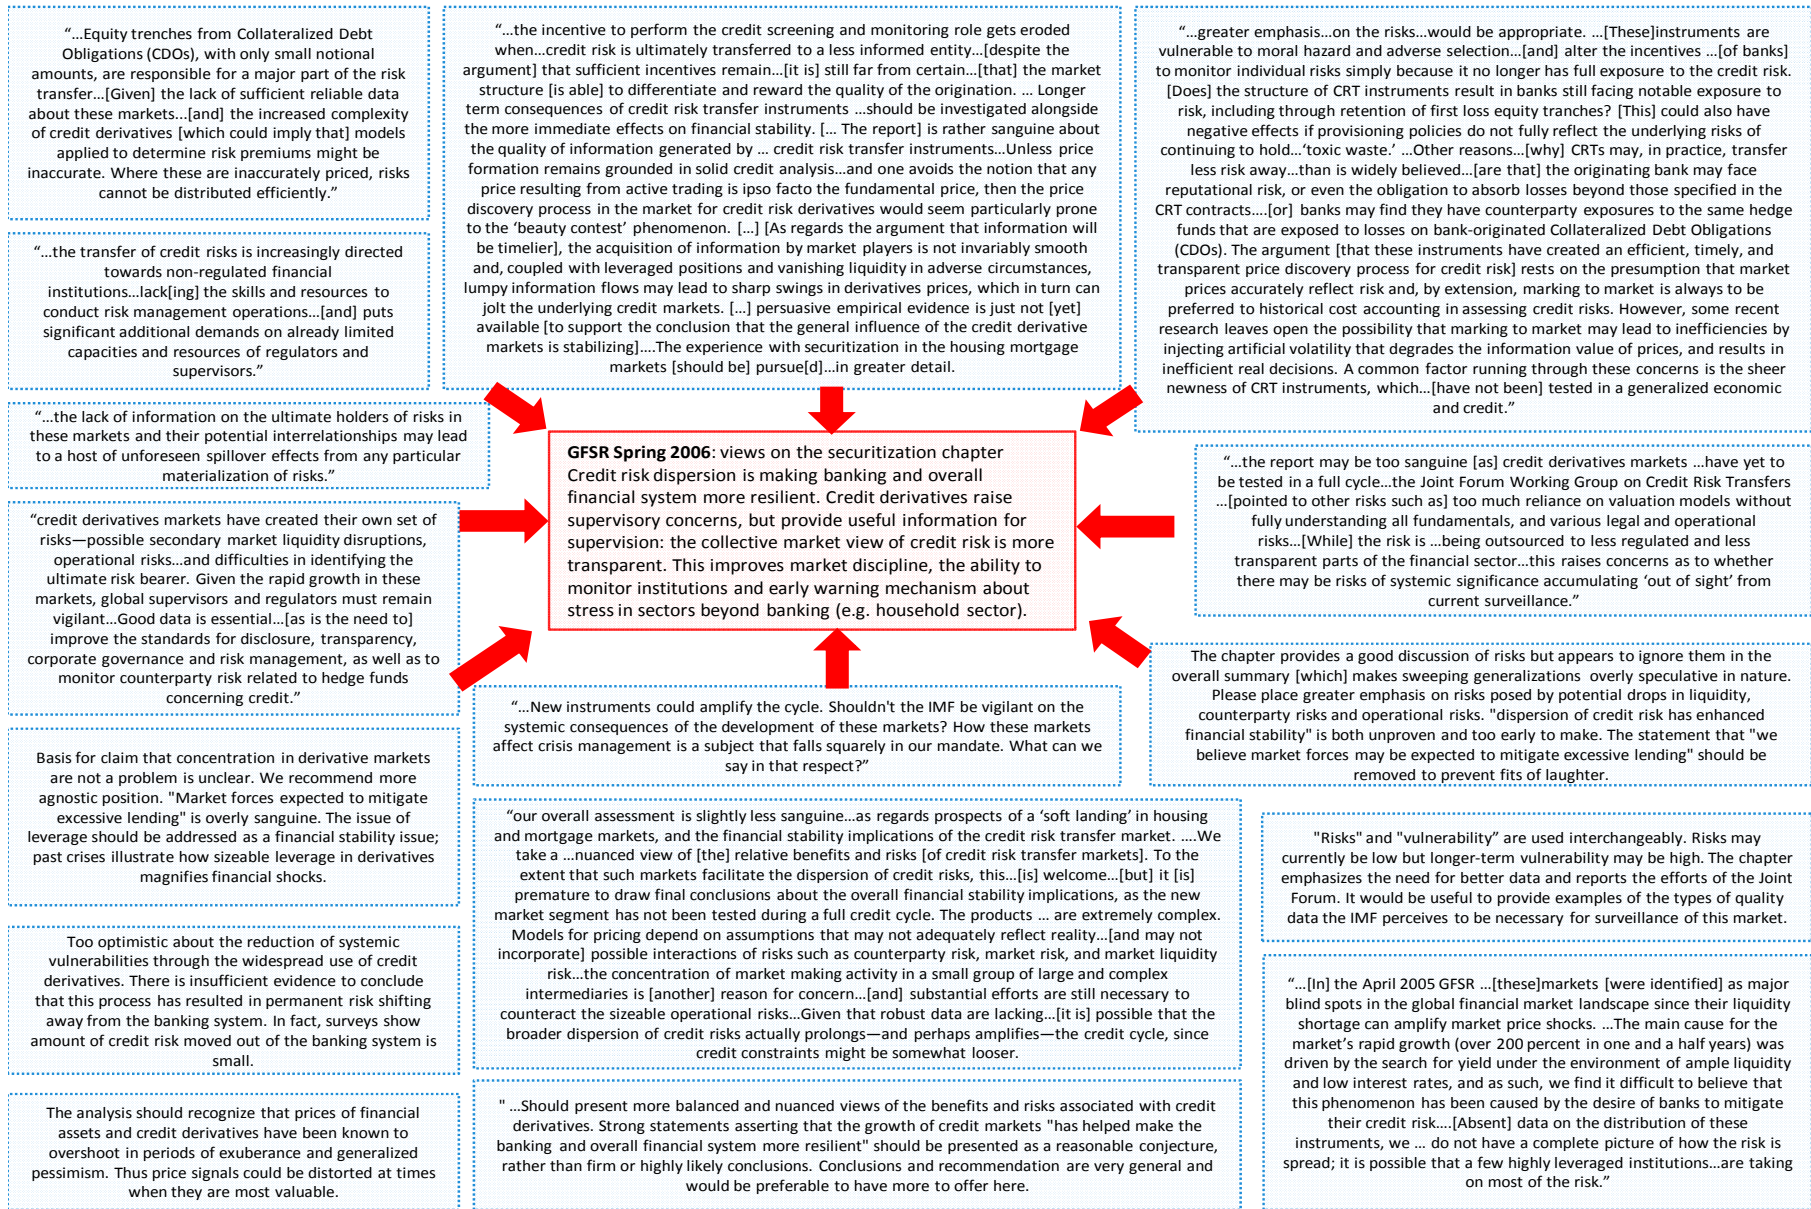 “…Equity trenches from Collateralized Debt
Obligations (CDOs), with only small notional
amounts, are responsible for a major part of the risk
transfer…[Given] the lack of sufficient reliable data
about these markets...[and] the increased complexity
of credit derivatives [which could imply that] models
applied to determine risk premiums might be
inaccurate. Where these are inaccurately priced, risks
cannot be distributed efficiently.”
“…the transfer of credit risks is increasingly directed
towards non-regulated financial
institutions…lack[ing] the skills and resources to
conduct risk management operations…[and] puts
significant additional demands on already limited
capacities and resources of regulators and
supervisors.”
“…the lack of information on the ultimate holders of risks in
these markets and their potential interrelationships may lead
to a host of unforeseen spillover effects from any particular
materialization of risks.”
“credit derivatives markets have created their own set of
risks—possible secondary market liquidity disruptions,
operational risks…and difficulties in identifying the
ultimate risk bearer. Given the rapid growth in these
markets, global supervisors and regulators must remain
vigilant…Good data is essential…[as is the need to]
improve the standards for disclosure, transparency,
corporate governance and risk management, as well as to
monitor counterparty risk related to hedge funds
concerning credit.”
Basis for claim that concentration in derivative markets
are not a problem is unclear. We recommend more
agnostic position. "Market forces expected to mitigate
excessive lending" is overly sanguine. The issue of
leverage should be addressed as a financial stability issue;
past crises illustrate how sizeable leverage in derivatives
magnifies financial shocks.
Too optimistic about the reduction of systemic
vulnerabilities through the widespread use of credit
derivatives. There is insufficient evidence to conclude
that this process has resulted in permanent risk shifting
away from the banking system. In fact, surveys show
amount of credit risk moved out of the banking system is
small.
The analysis should recognize that prices of financial
assets and credit derivatives have been known to
overshoot in periods of exuberance and generalized
pessimism. Thus price signals could be distorted at times
when they are most valuable.
“…the incentive to perform the credit screening and monitoring role gets eroded
when…credit risk is ultimately transferred to a less informed entity…[despite the
argument] that sufficient incentives remain…[it is] still far from certain…[that] the market
structure [is able] to differentiate and reward the quality of the origination. … Longer
term consequences of credit risk transfer instruments …should be investigated alongside
the more immediate effects on financial stability. [… The report] is rather sanguine about
the quality of information generated by … credit risk transfer instruments…Unless price
formation remains grounded in solid credit analysis…and one avoids the notion that any
price resulting from active trading is ipso facto the fundamental price, then the price
discovery process in the market for credit risk derivatives would seem particularly prone
to the ‘beauty contest’ phenomenon. […] [As regards the argument that information will
be timelier], the acquisition of information by market players is not invariably smooth
and, coupled with leveraged positions and vanishing liquidity in adverse circumstances,
lumpy information flows may lead to sharp swings in derivatives prices, which in turn can
jolt the underlying credit markets. […] persuasive empirical evidence is just not [yet]
available [to support the conclusion that the general influence of the credit derivative
markets is stabilizing]….The experience with securitization in the housing mortgage
markets [should be] pursue[d]…in greater detail.
GFSR Spring 2006: views on the securitization chapter
Credit risk dispersion is making banking and overall
financial system more resilient. Credit derivatives raise
supervisory concerns, but provide useful information for
supervision: the collective market view of credit risk is more
transparent. This improves market discipline, the ability to
monitor institutions and early warning mechanism about
stress in sectors beyond banking (e.g. household sector).
“…New instruments could amplify the cycle. Shouldn't the IMF be vigilant on the
systemic consequences of the development of these markets? How these markets
affect crisis management is a subject that falls squarely in our mandate. What can we
say in that respect?”
“our overall assessment is slightly less sanguine…as regards prospects of a ‘soft landing’ in housing
and mortgage markets, and the financial stability implications of the credit risk transfer market. ….We
take a …nuanced view of [the] relative benefits and risks [of credit risk transfer markets]. To the
extent that such markets facilitate the dispersion of credit risks, this…[is] welcome…[but] it [is]
premature to draw final conclusions about the overall financial stability implications, as the new
market segment has not been tested during a full credit cycle. The products … are extremely complex.
Models for pricing depend on assumptions that may not adequately reflect reality…[and may not
incorporate] possible interactions of risks such as counterparty risk, market risk, and market liquidity
risk…the concentration of market making activity in a small group of large and complex
intermediaries is [another] reason for concern…[and] substantial efforts are still necessary to
counteract the sizeable operational risks…Given that robust data are lacking…[it is] possible that the
broader dispersion of credit risks actually prolongs—and perhaps amplifies—the credit cycle, since
credit constraints might be somewhat looser.
" …Should present more balanced and nuanced views of the benefits and risks associated with credit
derivatives. Strong statements asserting that the growth of credit markets "has helped make the
banking and overall financial system more resilient" should be presented as a reasonable conjecture,
rather than firm or highly likely conclusions. Conclusions and recommendation are very general and
would be preferable to have more to offer here.
“…greater emphasis…on the risks…would be appropriate. …[These]instruments are
vulnerable to moral hazard and adverse selection…[and] alter the incentives …[of banks]
to monitor individual risks simply because it no longer has full exposure to the credit risk.
[Does] the structure of CRT instruments result in banks still facing notable exposure to
risk, including through retention of first loss equity tranches? [This] could also have
negative effects if provisioning policies do not fully reflect the underlying risks of
continuing to hold…‘toxic waste.’ …Other reasons…[why] CRTs may, in practice, transfer
less risk away…than is widely believed…[are that] the originating bank may face
reputational risk, or even the obligation to absorb losses beyond those specified in the
CRT contracts….[or] banks may find they have counterparty exposures to the same hedge
funds that are exposed to losses on bank-originated Collateralized Debt Obligations
(CDOs). The argument [that these instruments have created an efficient, timely, and
transparent price discovery process for credit risk] rests on the presumption that market
prices accurately reflect risk and, by extension, marking to market is always to be
preferred to historical cost accounting in assessing credit risks. However, some recent
research leaves open the possibility that marking to market may lead to inefficiencies by
injecting artificial volatility that degrades the information value of prices, and results in
inefficient real decisions. A common factor running through these concerns is the sheer
newness of CRT instruments, which…[have not been] tested in a generalized economic
and credit.”
“…the report may be too sanguine [as] credit derivatives markets …have yet to
be tested in a full cycle…the Joint Forum Working Group on Credit Risk Transfers
…[pointed to other risks such as] too much reliance on valuation models without
fully understanding all fundamentals, and various legal and operational
risks…[While] the risk is …being outsourced to less regulated and less
transparent parts of the financial sector…this raises concerns as to whether
there may be risks of systemic significance accumulating ‘out of sight’ from
current surveillance.”
The chapter provides a good discussion of risks but appears to ignore them in the
overall summary [which] makes sweeping generalizations overly speculative in nature.
Please place greater emphasis on risks posed by potential drops in liquidity,
counterparty risks and operational risks. "dispersion of credit risk has enhanced
financial stability" is both unproven and too early to make. The statement that "we
believe market forces may be expected to mitigate excessive lending" should be
removed to prevent fits of laughter.
"Risks" and "vulnerability” are used interchangeably. Risks may
currently be low but longer-term vulnerability may be high. The chapter
emphasizes the need for better data and reports the efforts of the Joint
Forum. It would be useful to provide examples of the types of quality
data the IMF perceives to be necessary for surveillance of this market.
“…[In] the April 2005 GFSR …[these]markets [were identified] as major
blind spots in the global financial market landscape since their liquidity
shortage can amplify market price shocks. …The main cause for the
market’s rapid growth (over 200 percent in one and a half years) was
driven by the search for yield under the environment of ample liquidity
and low interest rates, and as such, we find it difficult to believe that
this phenomenon has been caused by the desire of banks to mitigate
their credit risk….[Absent] data on the distribution of these
instruments, we … do not have a complete picture of how the risk is
spread; it is possible that a few highly leveraged institutions…are taking
on most of the risk.”